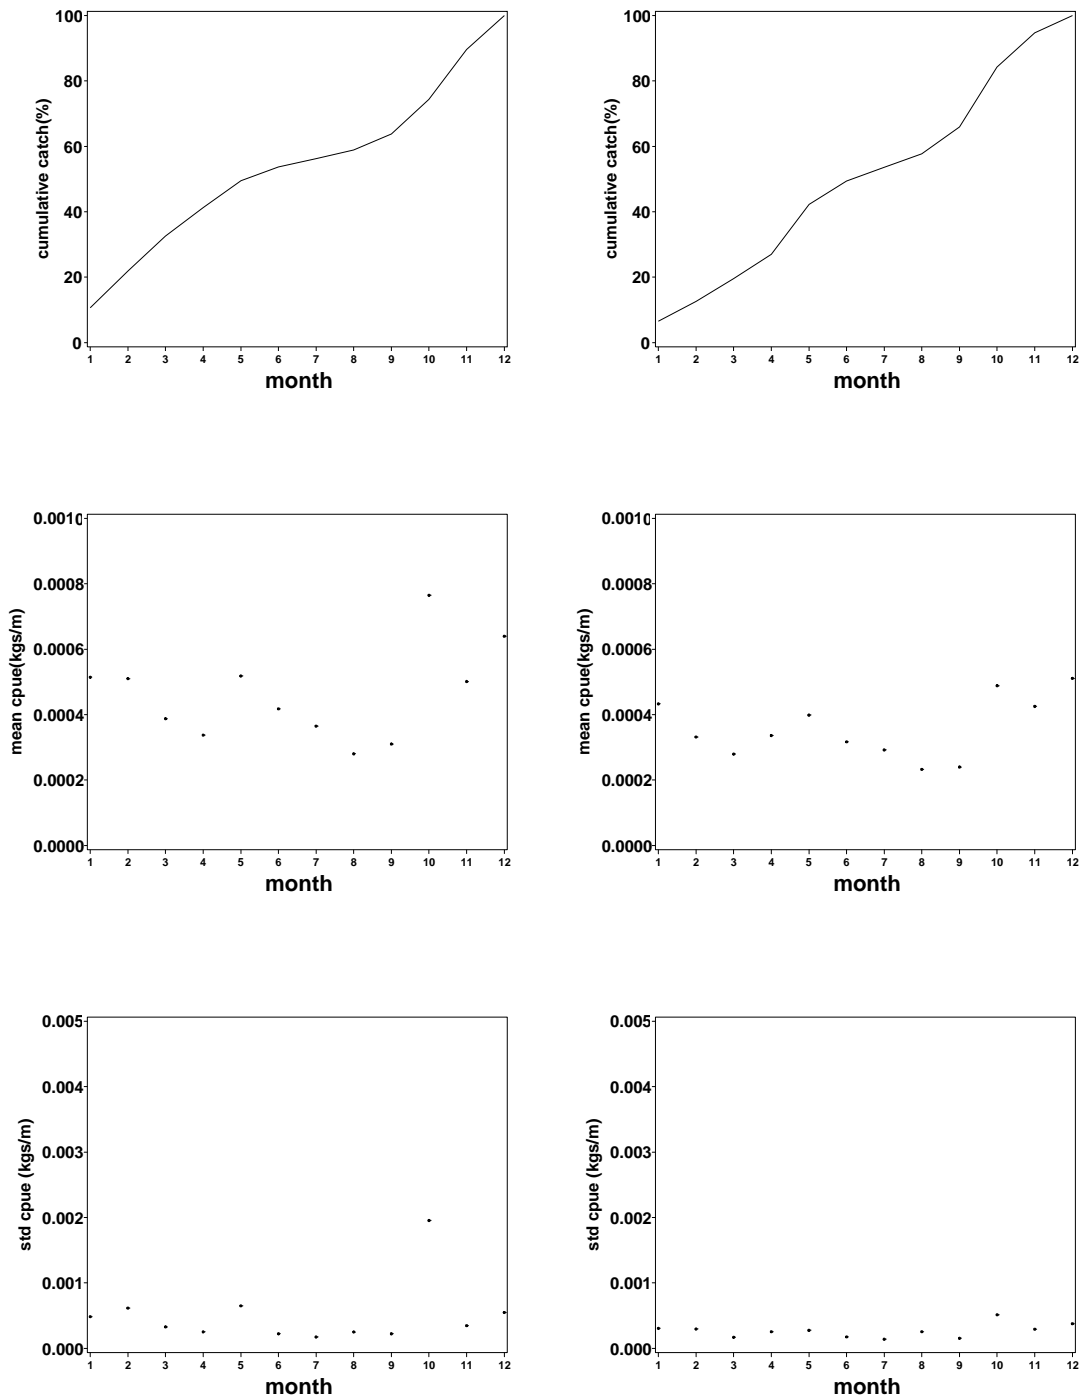 cumulative catch(%)
100
80
60
40
20
0
1 2 3 4 5 6 7 8 9 10 11 12
month
cumulative catch(%)
100
80
60
40
20
0
1 2 3 4 5 6 7 8 9 10 11 12
month
mean cpue(kgs/m)
0.0010
0.0008
0.0006
0.0004
0.0002
0.0000
1 2 3 4 5 6 7 8 9 10 11 12
month
mean cpue(kgs/m)
0.0010
0.0008
0.0006
0.0004
0.0002
0.0000
1 2 3 4 5 6 7 8 9 10 11 12
month
std cpue (kgs/m)
0.005
0.004
0.003
0.002
0.001
0.000
1 2 3 4 5 6 7 8 9 10 11 12
month
std cpue (kgs/m)
0.005
0.004
0.003
0.002
0.001
0.000
1 2 3 4 5 6 7 8 9 10 11 12
month